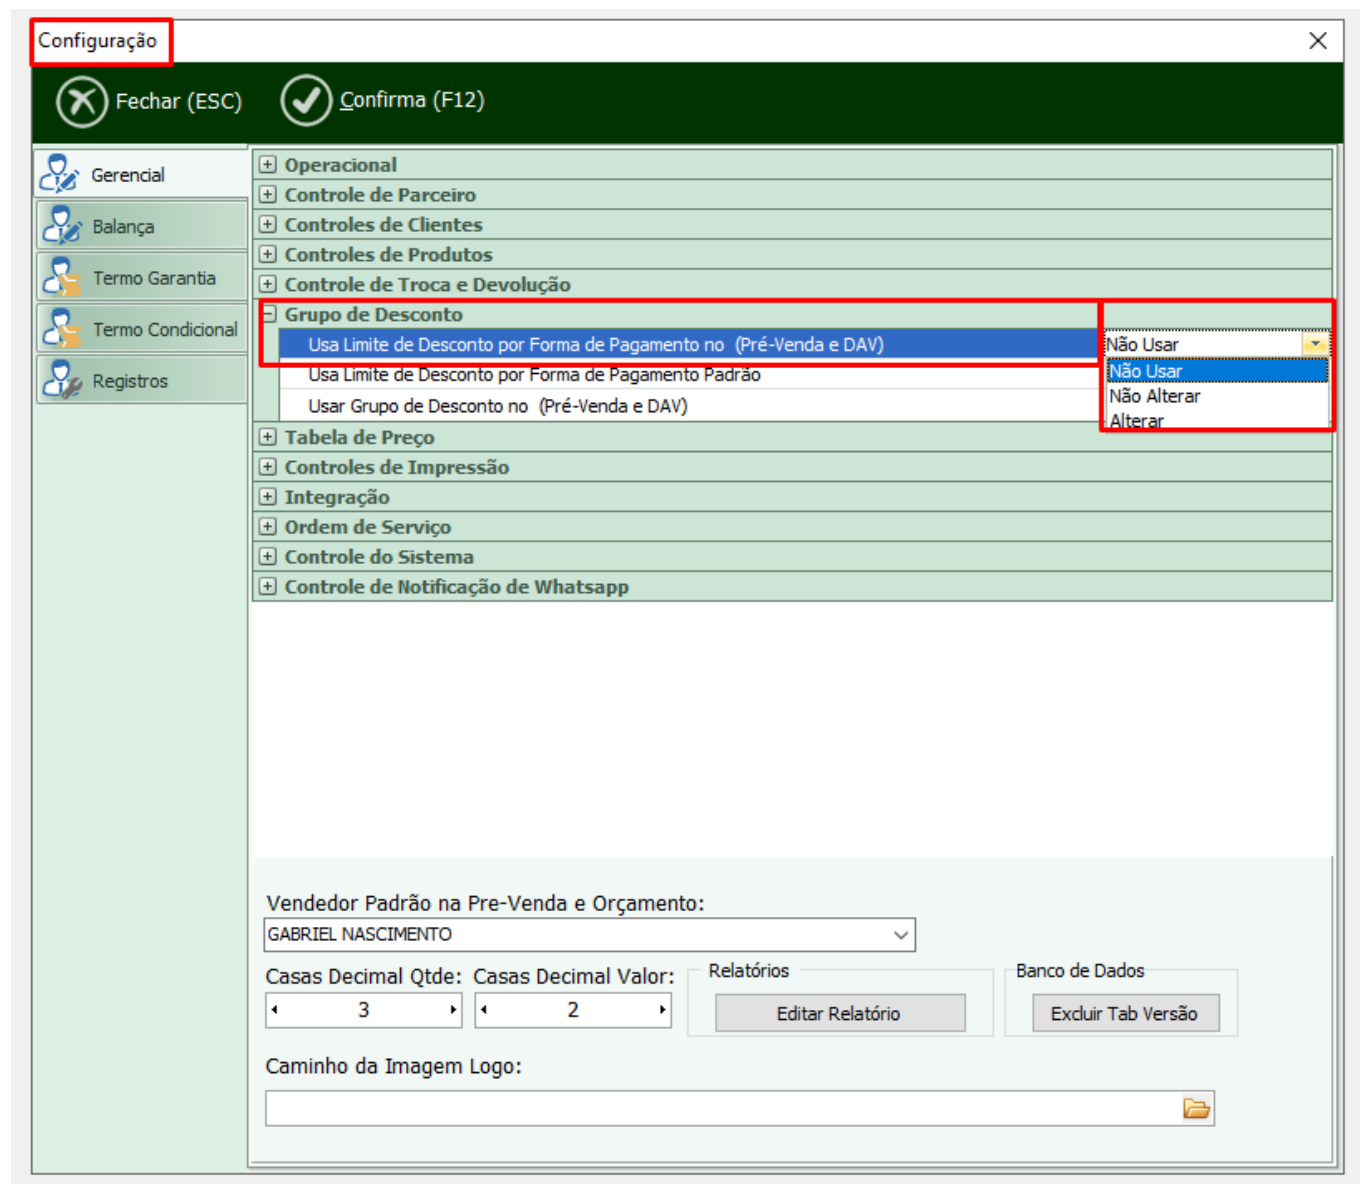 Configuração
Fechar (ESC)
Confirma (F12)
Gerencial
Balança
Termo Garantia
Termo Condicional
Registros
Operacional
Controle de Parceiro
Controles de Clientes
Controles de Produtos
Controle de Troca e Devolução
Grupo de Desconto
Usa Limite de Desconto por Forma de Pagamento no (Pré-Venda e DAV)
Não Usar
Usa Limite de Desconto por Forma de Pagamento Padrão
Usar Grupo de Desconto no (Pré-Venda e DAV)
Não Usar
Não Alterar
Alterar
Tabela de Preço
Controles de Impressão
Integração
Ordem de Serviço
Controle do Sistema
Controle de Notificação de Whatsapp
Vendedor Padrão na Pre-Venda e Orçamento:
GABRIEL NASCIMENTO
Casas Decimal Qtde:
3
Casas Decimal Valor:
2
Relatórios
Editar Relatório
Banco de Dados
Excluir Tab Versão
Caminho da Imagem Logo: